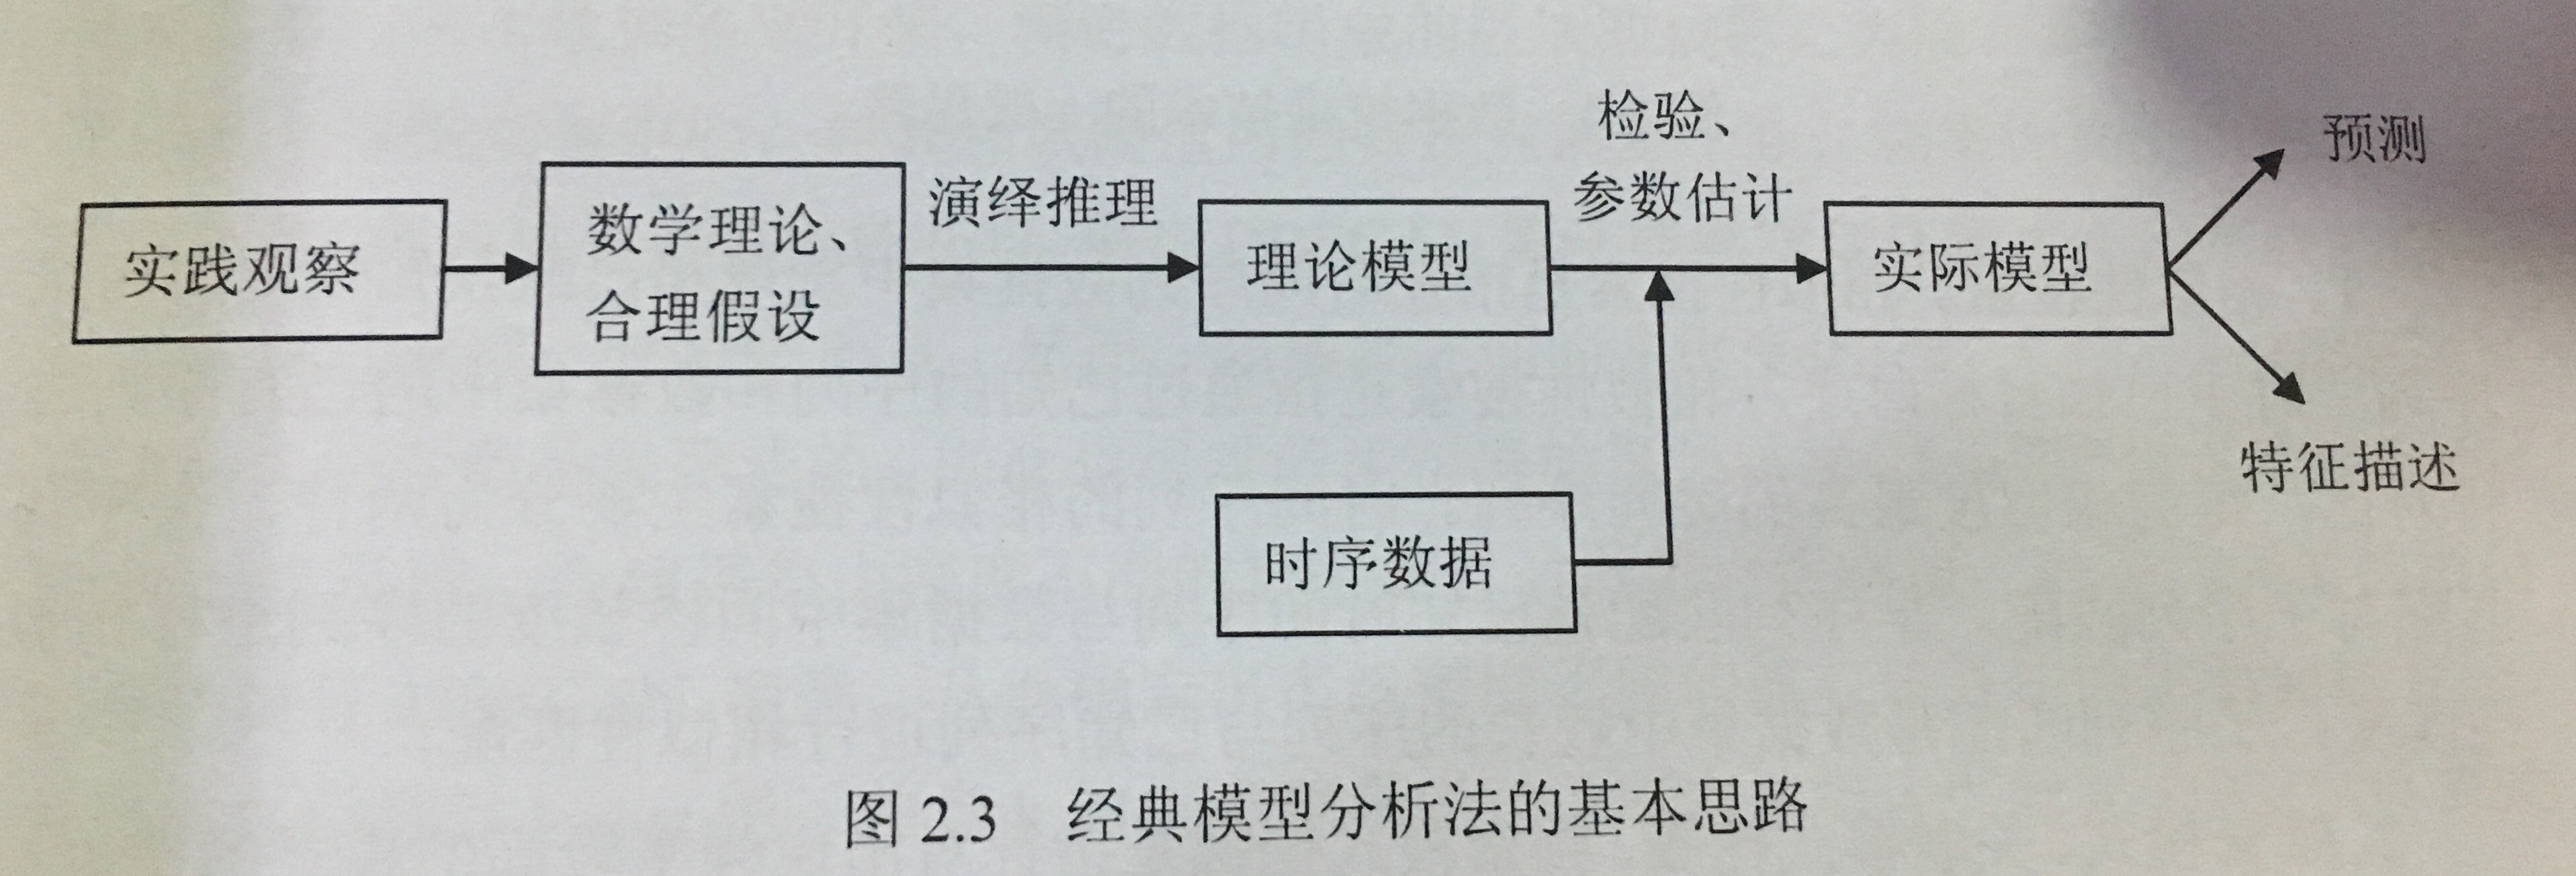 实践观察
数学理论、
合理假设
演绎推理
理论模型
检验、
参数估计
实际模型
预测
特征描述
时序数据
图 2.3 经典模型分析法的基本思路